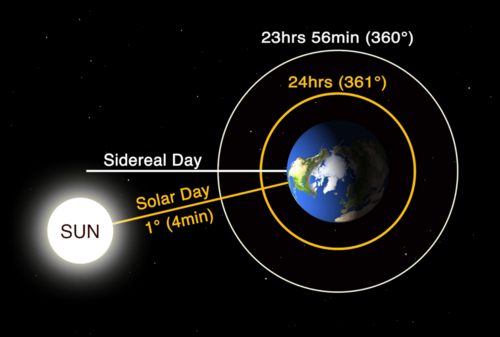 23hrs 56min (360°)
24hrs (361°)
Sidereal Day
Solar Day
1° (4min)
SUN